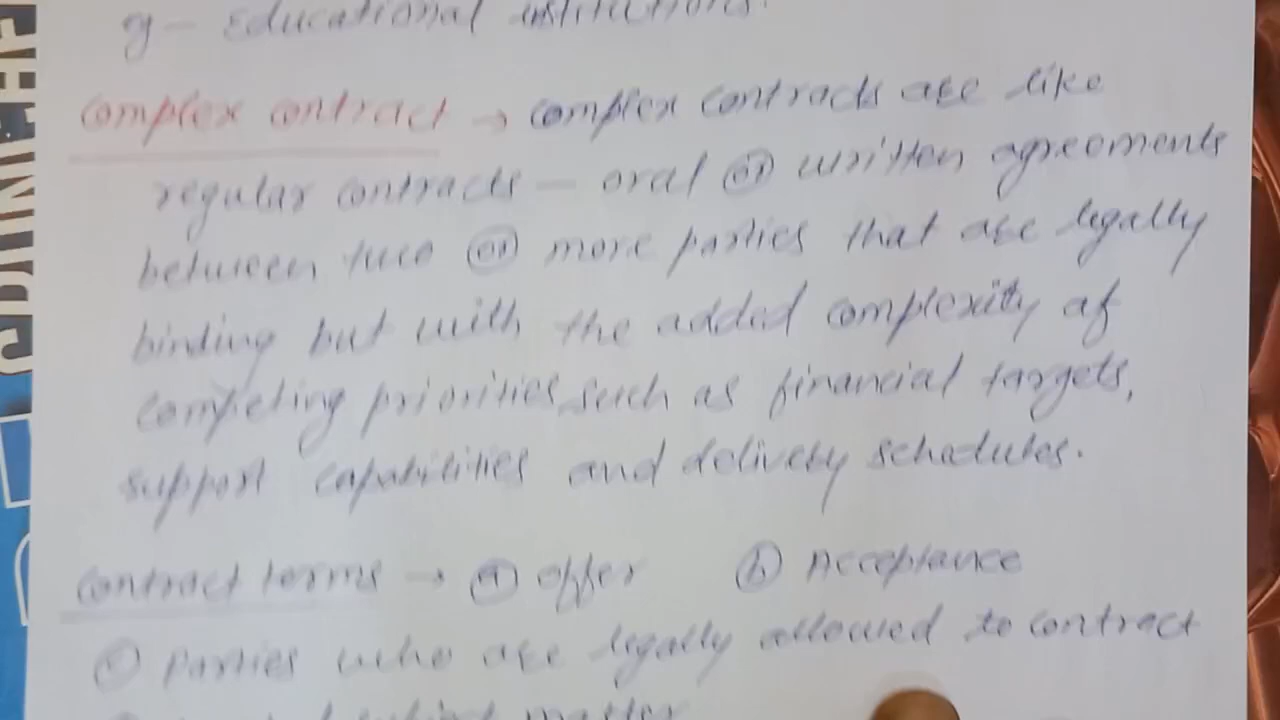 eg - Educational institutions.
complex contract → complex contracts are like
regular contracts — oral or written agreements
between two or more parties that are legally
binding but with the added complexity of
competing priorities, such as financial targets,
support capabilities and delivery schedules.
contract terms → (a) offer (b) Acceptance
(c) parties who are legally allowed to contract
subject matter